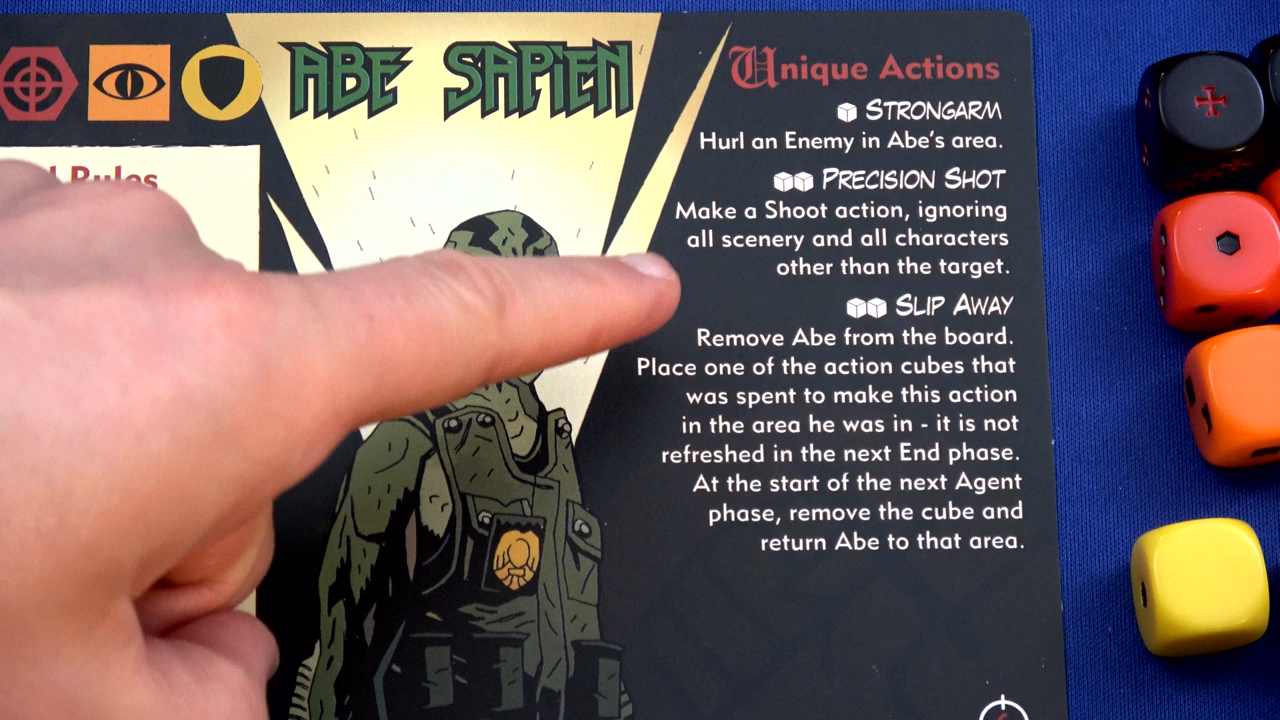 ABE SAPIEN
Rules
Unique Actions
STRONGARM
Hurl an Enemy in Abe's area.
PRECISION SHOT
Make a Shoot action, ignoring
all scenery and all characters
other than the target.
SLIP AWAY
Remove Abe from the board.
Place one of the action cubes that
was spent to make this action
in the area he was in - it is not
refreshed in the next End phase.
At the start of the next Agent
phase, remove the cube and
return Abe to that area.